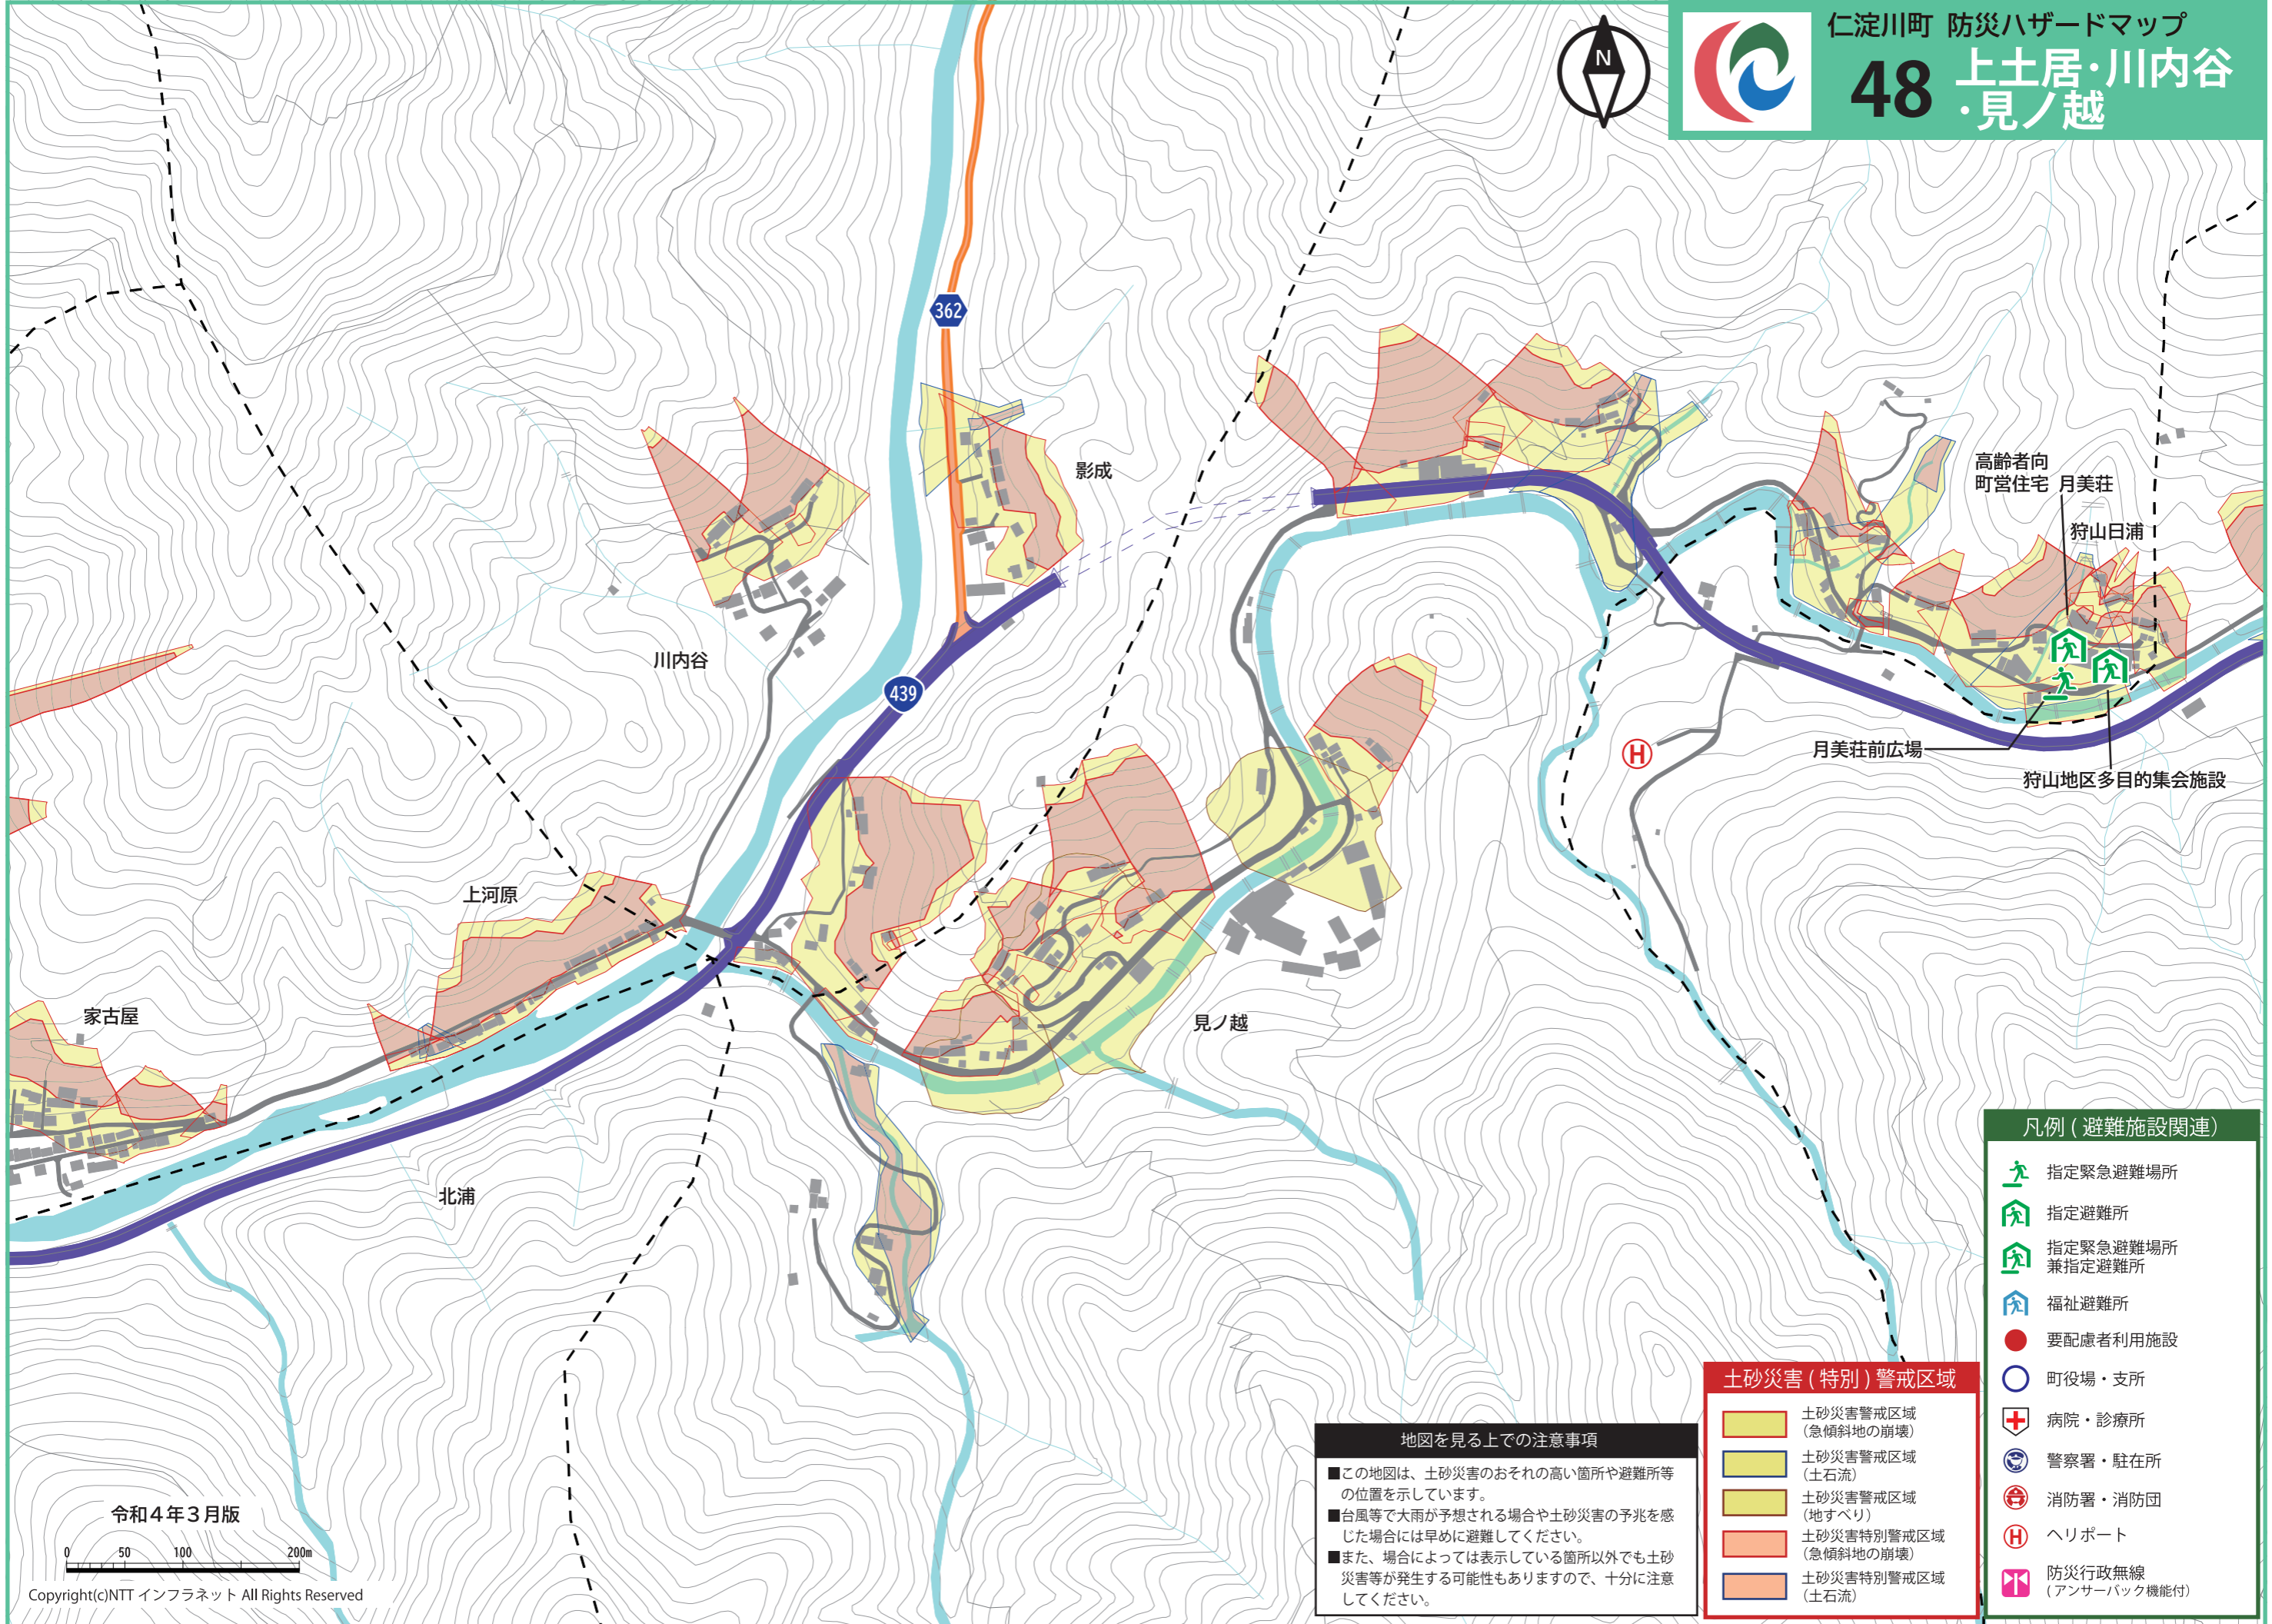 仁淀川町 防災ハザードマップ
48 上土居・川内谷
・見ノ越
N
362
影成
高齢者向
町営住宅 月美荘
狩山日浦
川内谷
439
H
月美荘前広場
狩山地区多目的集会施設
上河原
家古屋
見ノ越
北浦
凡例(避難施設関連)
指定緊急避難場所
指定避難所
指定緊急避難場所
兼指定避難所
福祉避難所
要配慮者利用施設
町役場・支所
病院・診療所
警察署・駐在所
消防署・消防団
H ヘリポート
防災行政無線
(アンサーバック機能付)
土砂災害(特別)警戒区域
土砂災害警戒区域
(急傾斜地の崩壊)
土砂災害警戒区域
(土石流)
土砂災害警戒区域
(地すべり)
土砂災害特別警戒区域
(急傾斜地の崩壊)
土砂災害特別警戒区域
(土石流)
地図を見る上での注意事項
■この地図は、土砂災害のおそれの高い箇所や避難所等
の位置を示しています。
■台風等で大雨が予想される場合や土砂災害の予兆を感
じた場合には早めに避難してください。
■また、場合によっては表示している箇所以外でも土砂
災害等が発生する可能性もありますので、十分に注意
してください。
令和4年3月版
0 50 100 200m
Copyright(c)NTT インフラネット All Rights Reserved